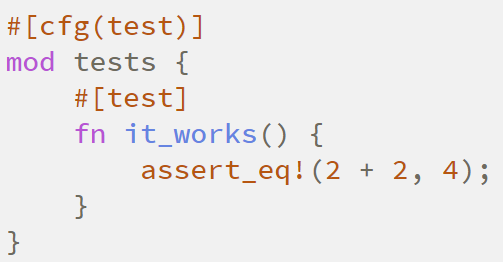 #[cfg(test)]
mod tests {
    #[test]
    fn it_works() {
        assert_eq!(2 + 2, 4);
    }
}